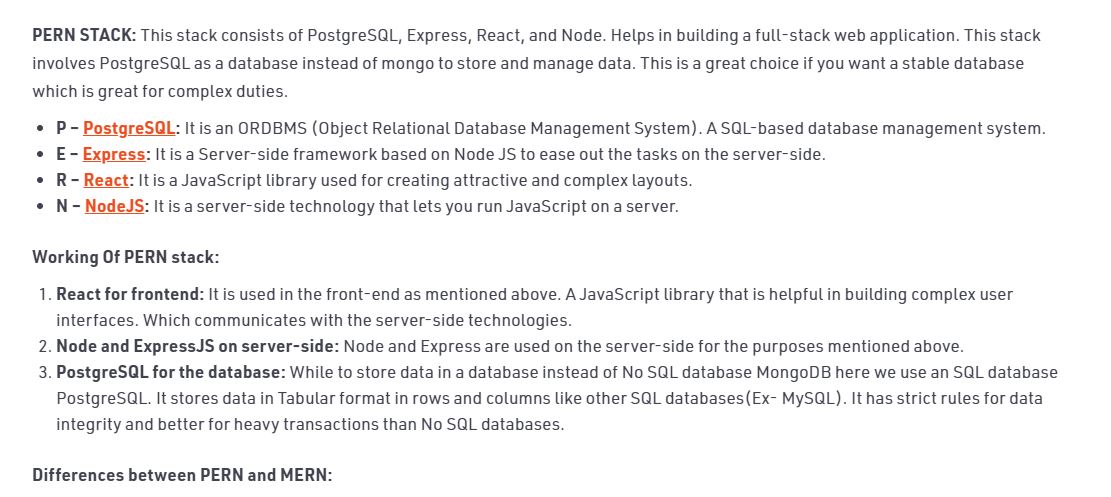 PERN STACK: This stack consists of PostgreSQL, Express, React, and Node. Helps in building a full-stack web application. This stack
involves PostgreSQL as a database instead of mongo to store and manage data. This is a great choice if you want a stable database
which is great for complex duties.
• P – PostgreSQL: It is an ORDBMS (Object Relational Database Management System). A SQL-based database management system.
• E – Express: It is a Server-side framework based on Node JS to ease out the tasks on the server-side.
• R – React: It is a JavaScript library used for creating attractive and complex layouts.
• N – NodeJS: It is a server-side technology that lets you run JavaScript on a server.
Working Of PERN stack:
1. React for frontend: It is used in the front-end as mentioned above. A JavaScript library that is helpful in building complex user
interfaces. Which communicates with the server-side technologies.
2. Node and ExpressJS on server-side: Node and Express are used on the server-side for the purposes mentioned above.
3. PostgreSQL for the database: While to store data in a database instead of No SQL database MongoDB here we use an SQL database
PostgreSQL. It stores data in Tabular format in rows and columns like other SQL databases(Ex- MySQL). It has strict rules for data
integrity and better for heavy transactions than No SQL databases.
Differences between PERN and MERN: